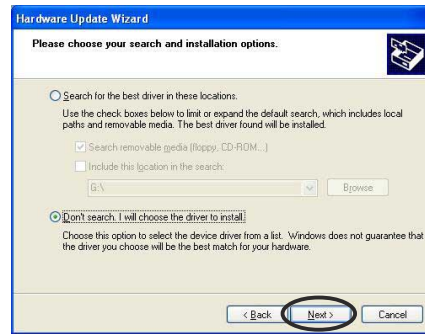 Hardware Update Wizard
Please choose your search and installation options.
Search for the best driver in these locations.
Use the check boxes below to limit or expand the default search, which includes local
paths and removable media. The best driver found will be installed.
Search removable media (floppy, CD-ROM...)
Include this location in the search:
G:\
Browse
Don't search. I will choose the driver to install.
Choose this option to select the device driver from a list. Windows does not guarantee that
the driver you choose will be the best match for your hardware.
< Back
Next >
Cancel